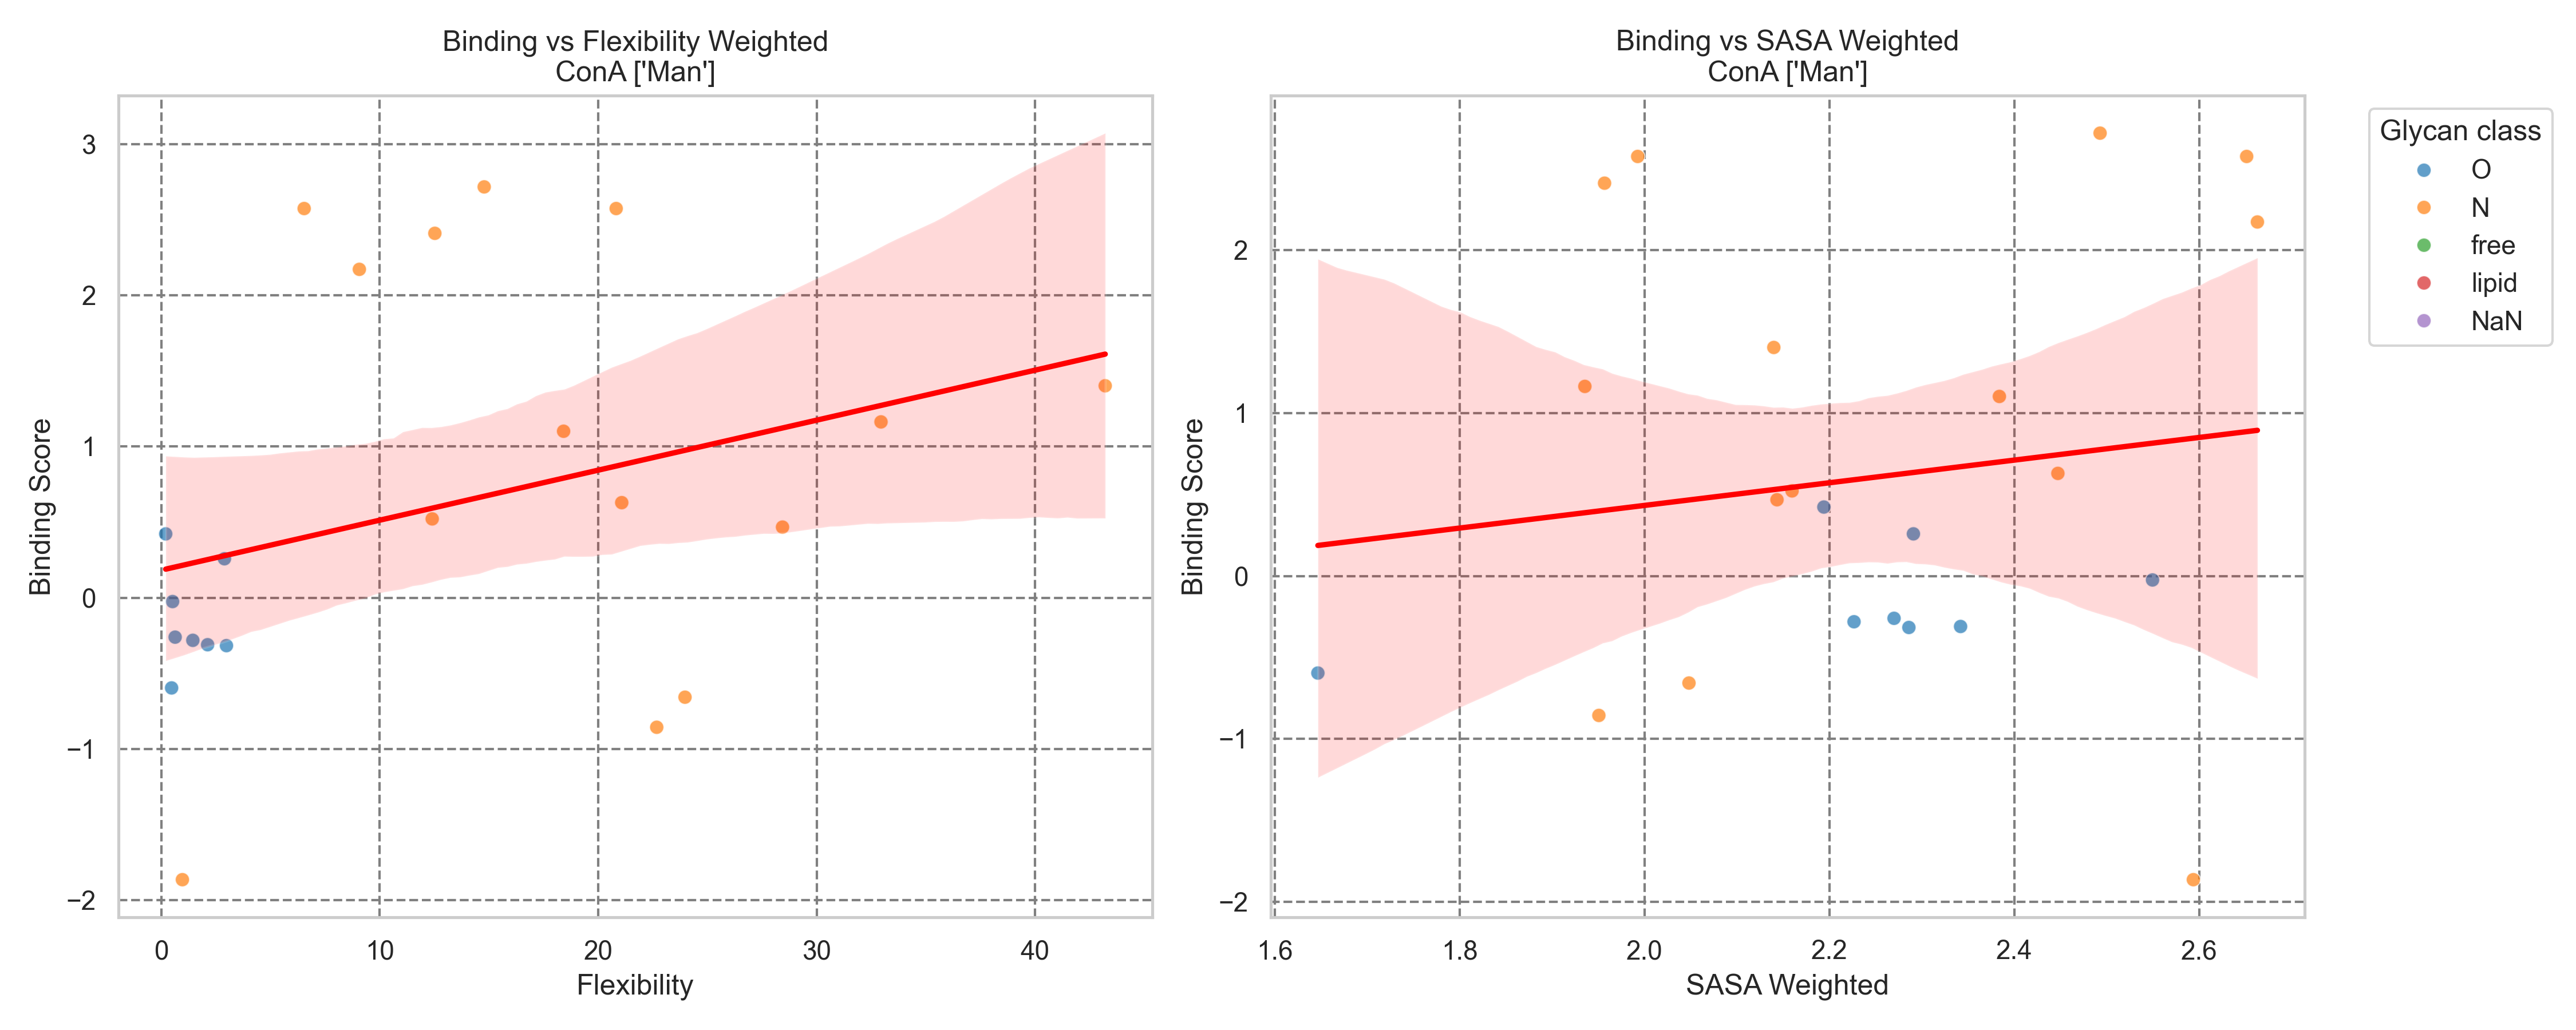 Binding vs Flexibility Weighted
ConA ['Man']
3
2
1
0
−1
−2
Binding Score
0 10 20 30 40
Flexibility
Binding vs SASA Weighted
ConA ['Man']
2
1
0
−1
−2
Binding Score
1.6 1.8 2.0 2.2 2.4 2.6
SASA Weighted
Glycan class
O
N
free
lipid
NaN